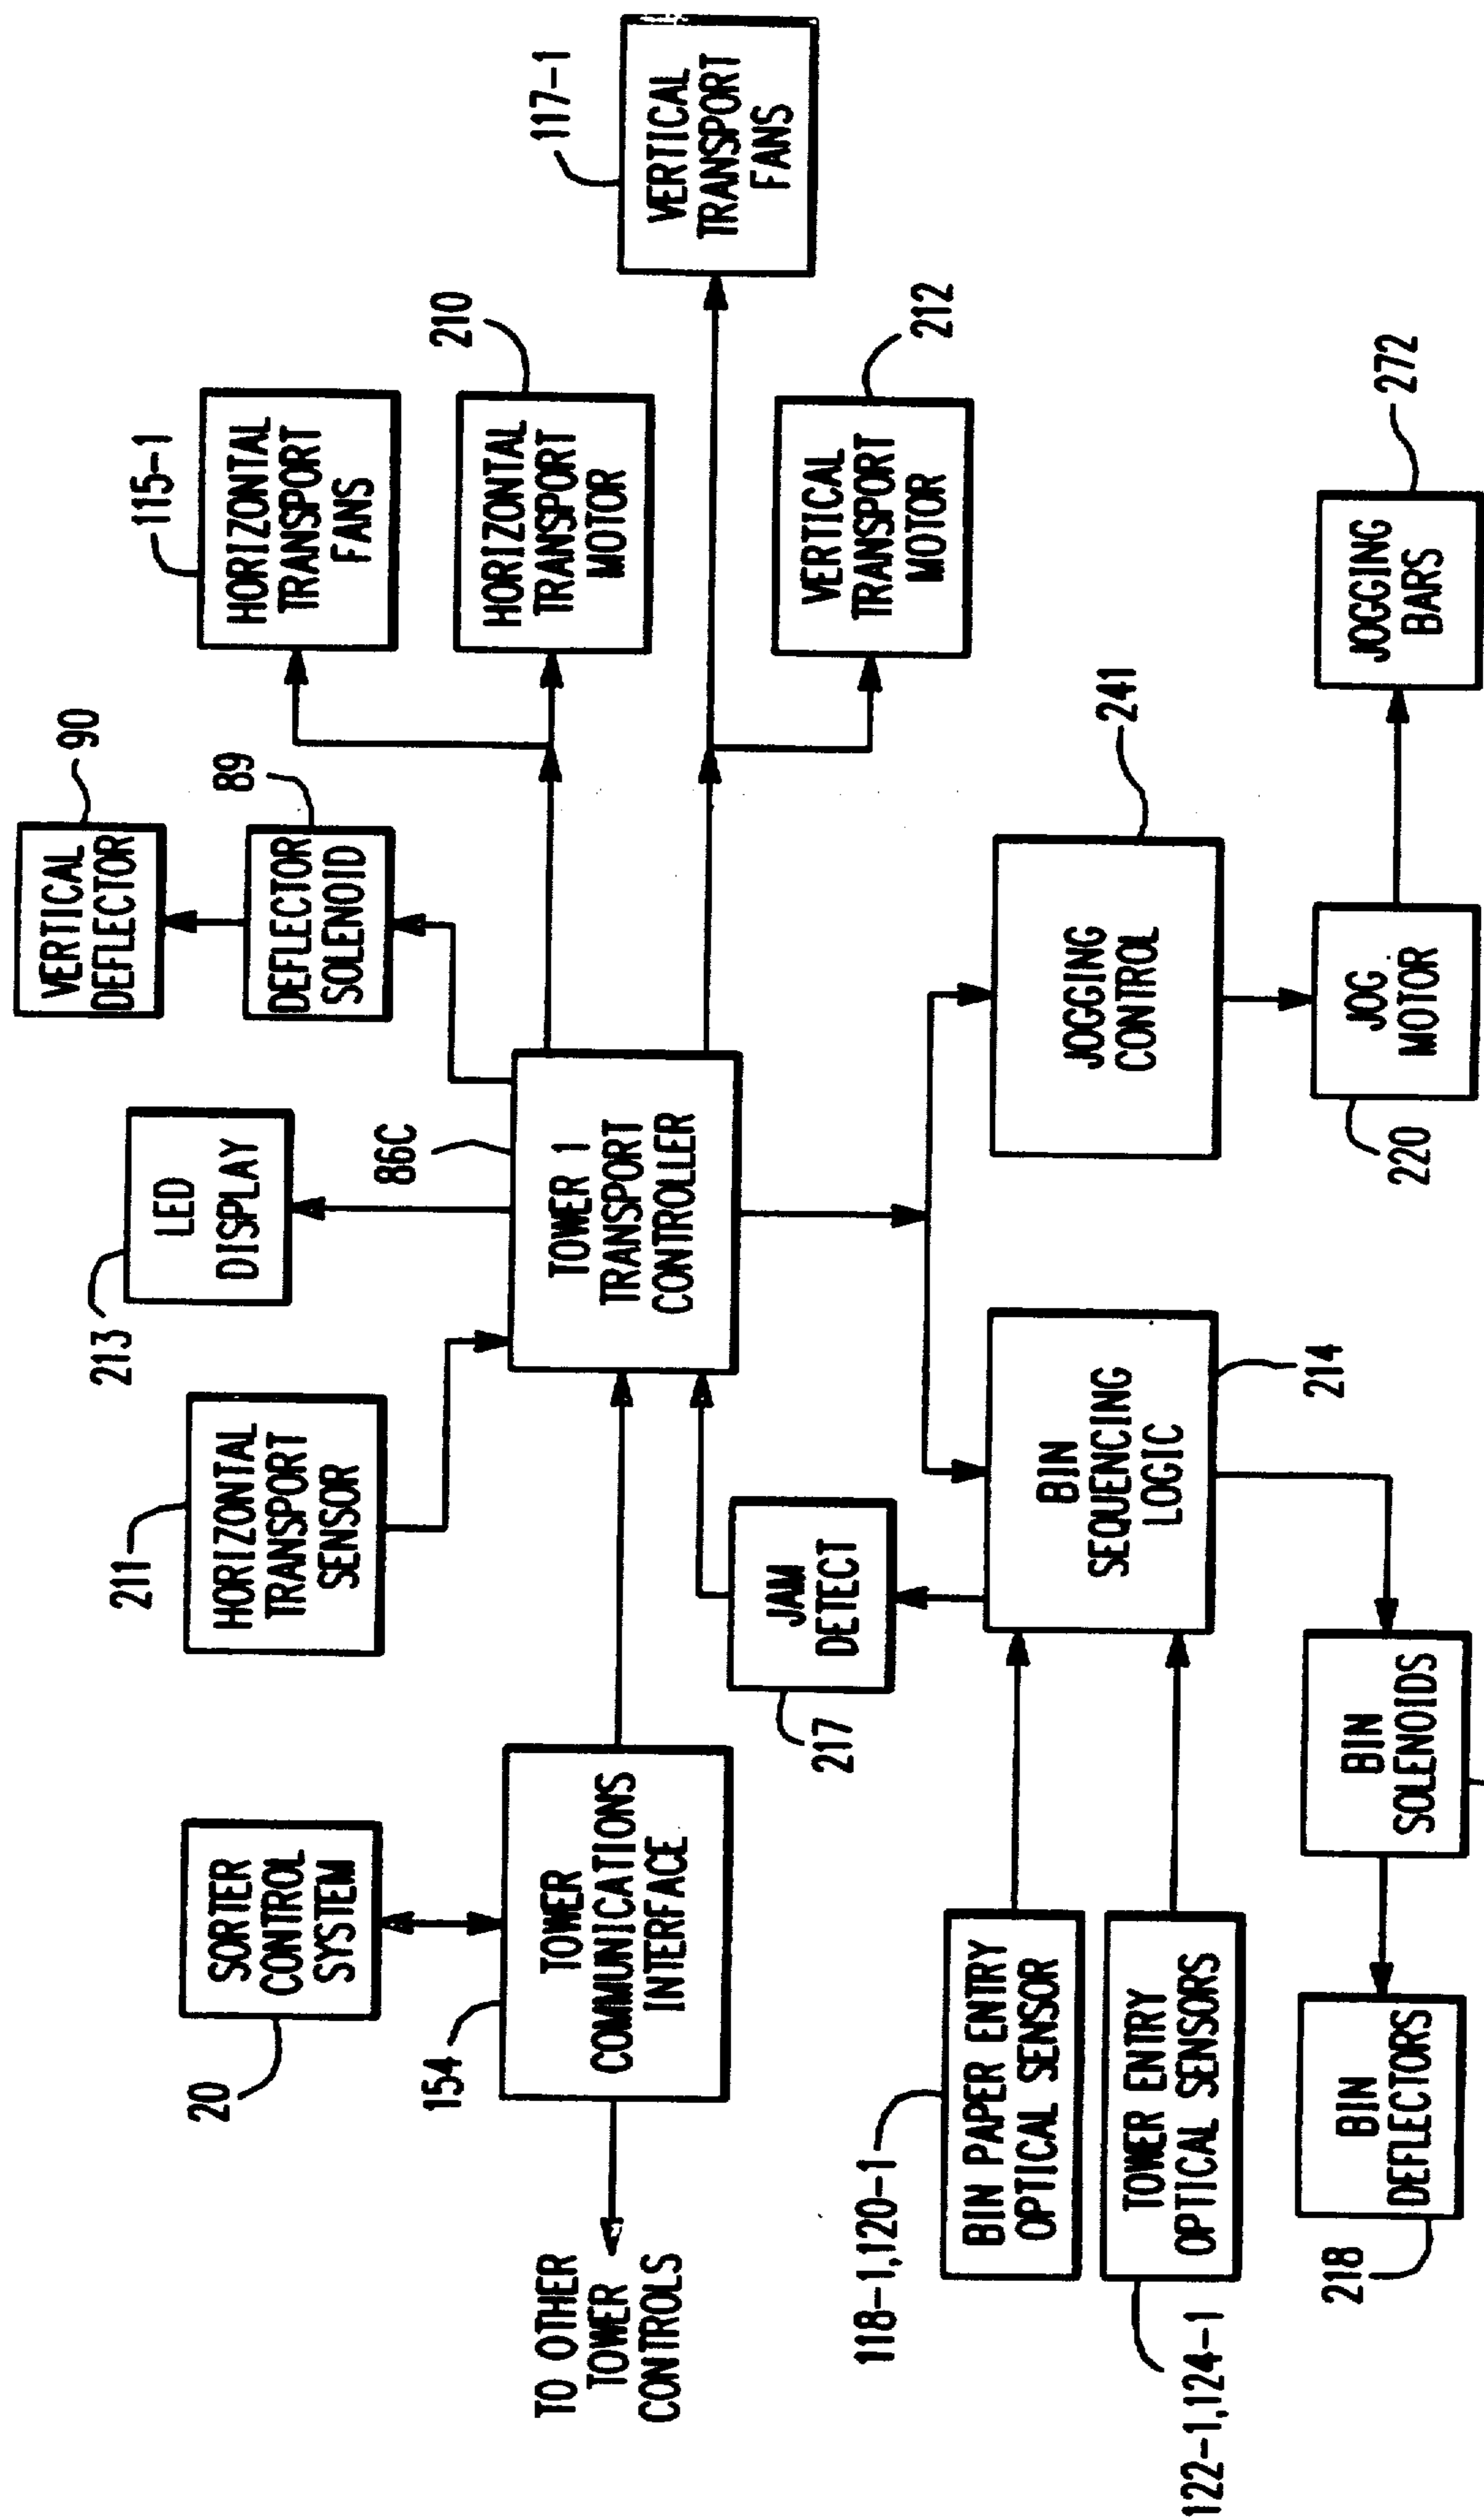 90
VERTICAL
DEFLECTOR
213
LED
DISPLAY
89
DEFLECTOR
SOLENOID
115-1
HORIZONTAL
TRANSPORT
FANS
20
SORTER
CONTROL
SYSTEM
211
HORIZONTIAL
TRANSPORT
SENSOR
86C
210
HORIZONTAL
TRANSPORT
MOTOR
117-1
VERTICAL
TRANSPORT
FANS
154
TO OTHER
TOWER
CONTROLS
TOWER
COMMUNICATIONS
INTERFACE
TOWER 1
TRANSPORT
CONTROLLER
212
VERTICAL
TRANSPORT
MOTOR
217
JAM
DETECT
118-1,120-1
BIN PAPER ENTRY
OPTICAL SENSOR
BIN
SEQUENCING
LOGIC
JOGGING
CONTROL
241
TOWER ENTRY
OPTICAL SENSORS
122-1,124-1
214
218
BIN
DEFLECTORS
BIN
SOLENOIDS
220
JOG
MOTOR
JOGGING
BARS
272